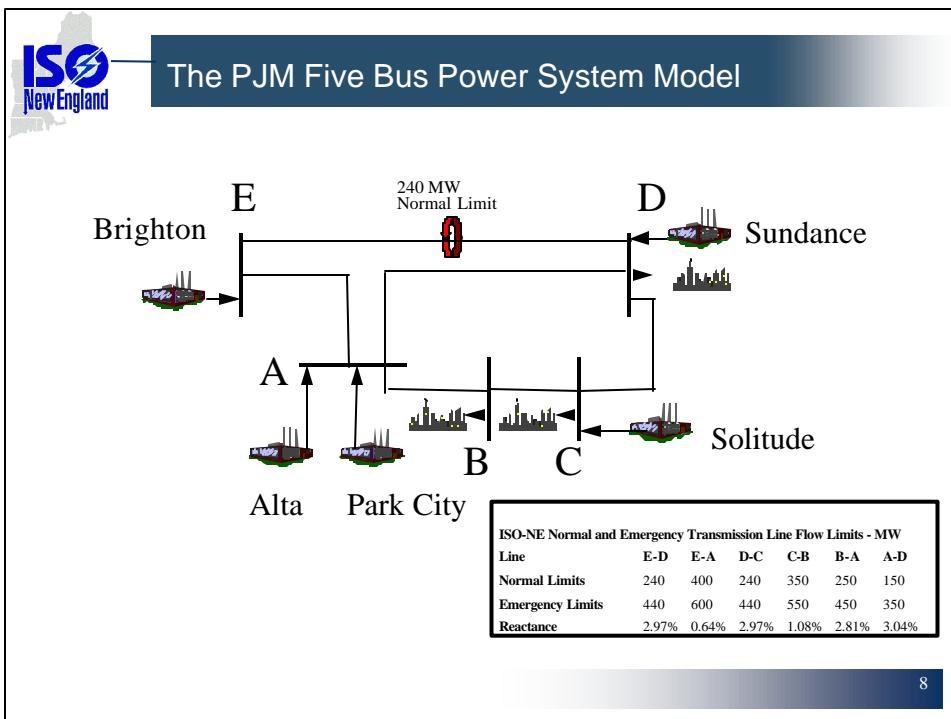 ISO
New England
The PJM Five Bus Power System Model
240 MW
Normal Limit
E
D
Brighton
Sundance
A
B
C
Solitude
Alta
Park City
ISO-NE Normal and Emergency Transmission Line Flow Limits - MW
Line E-D E-A D-C C-B B-A A-D
Normal Limits 240 400 240 350 250 150
Emergency Limits 440 600 440 550 450 350
Reactance 2.97% 0.64% 2.97% 1.08% 2.81% 3.04%
8